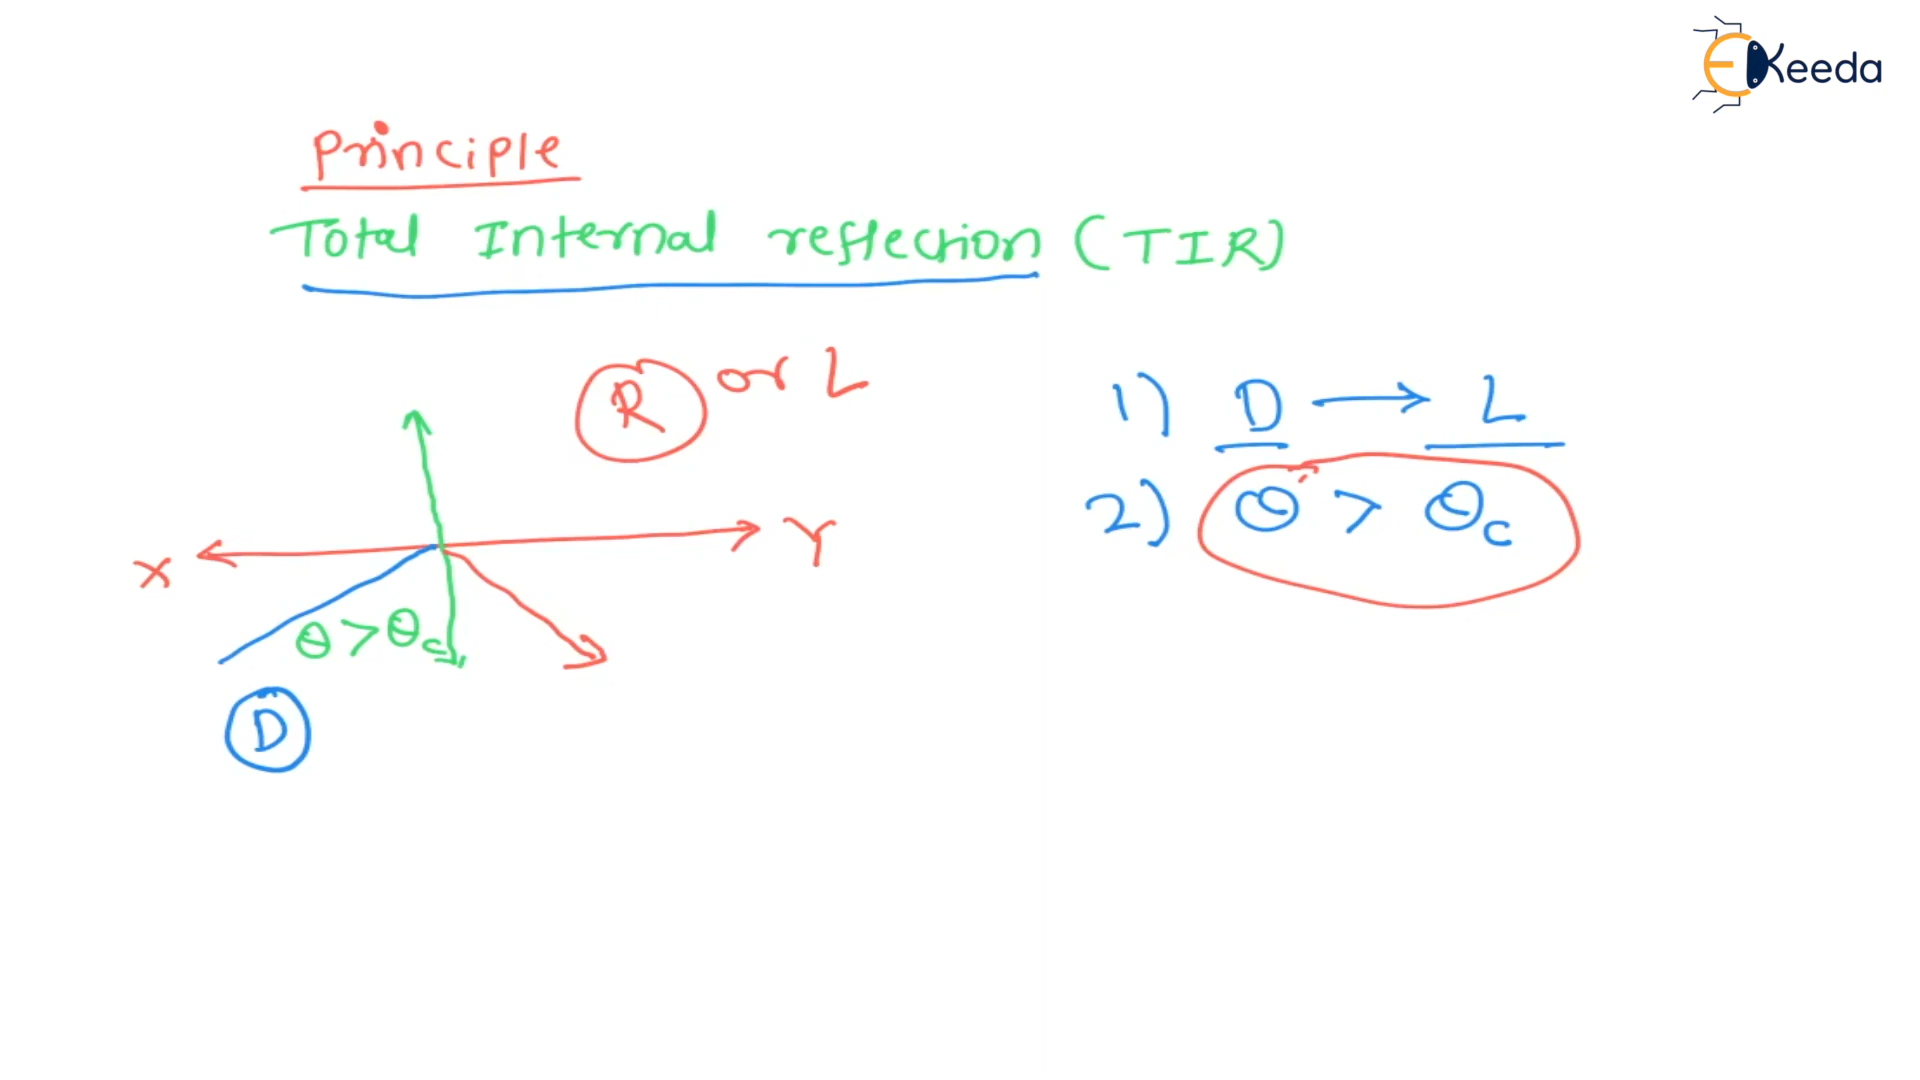 EKeeda
Principle
Total Internal reflection (TIR)
R or L
1) D → L
2) θ > θc
X
Y
θ > θc
D